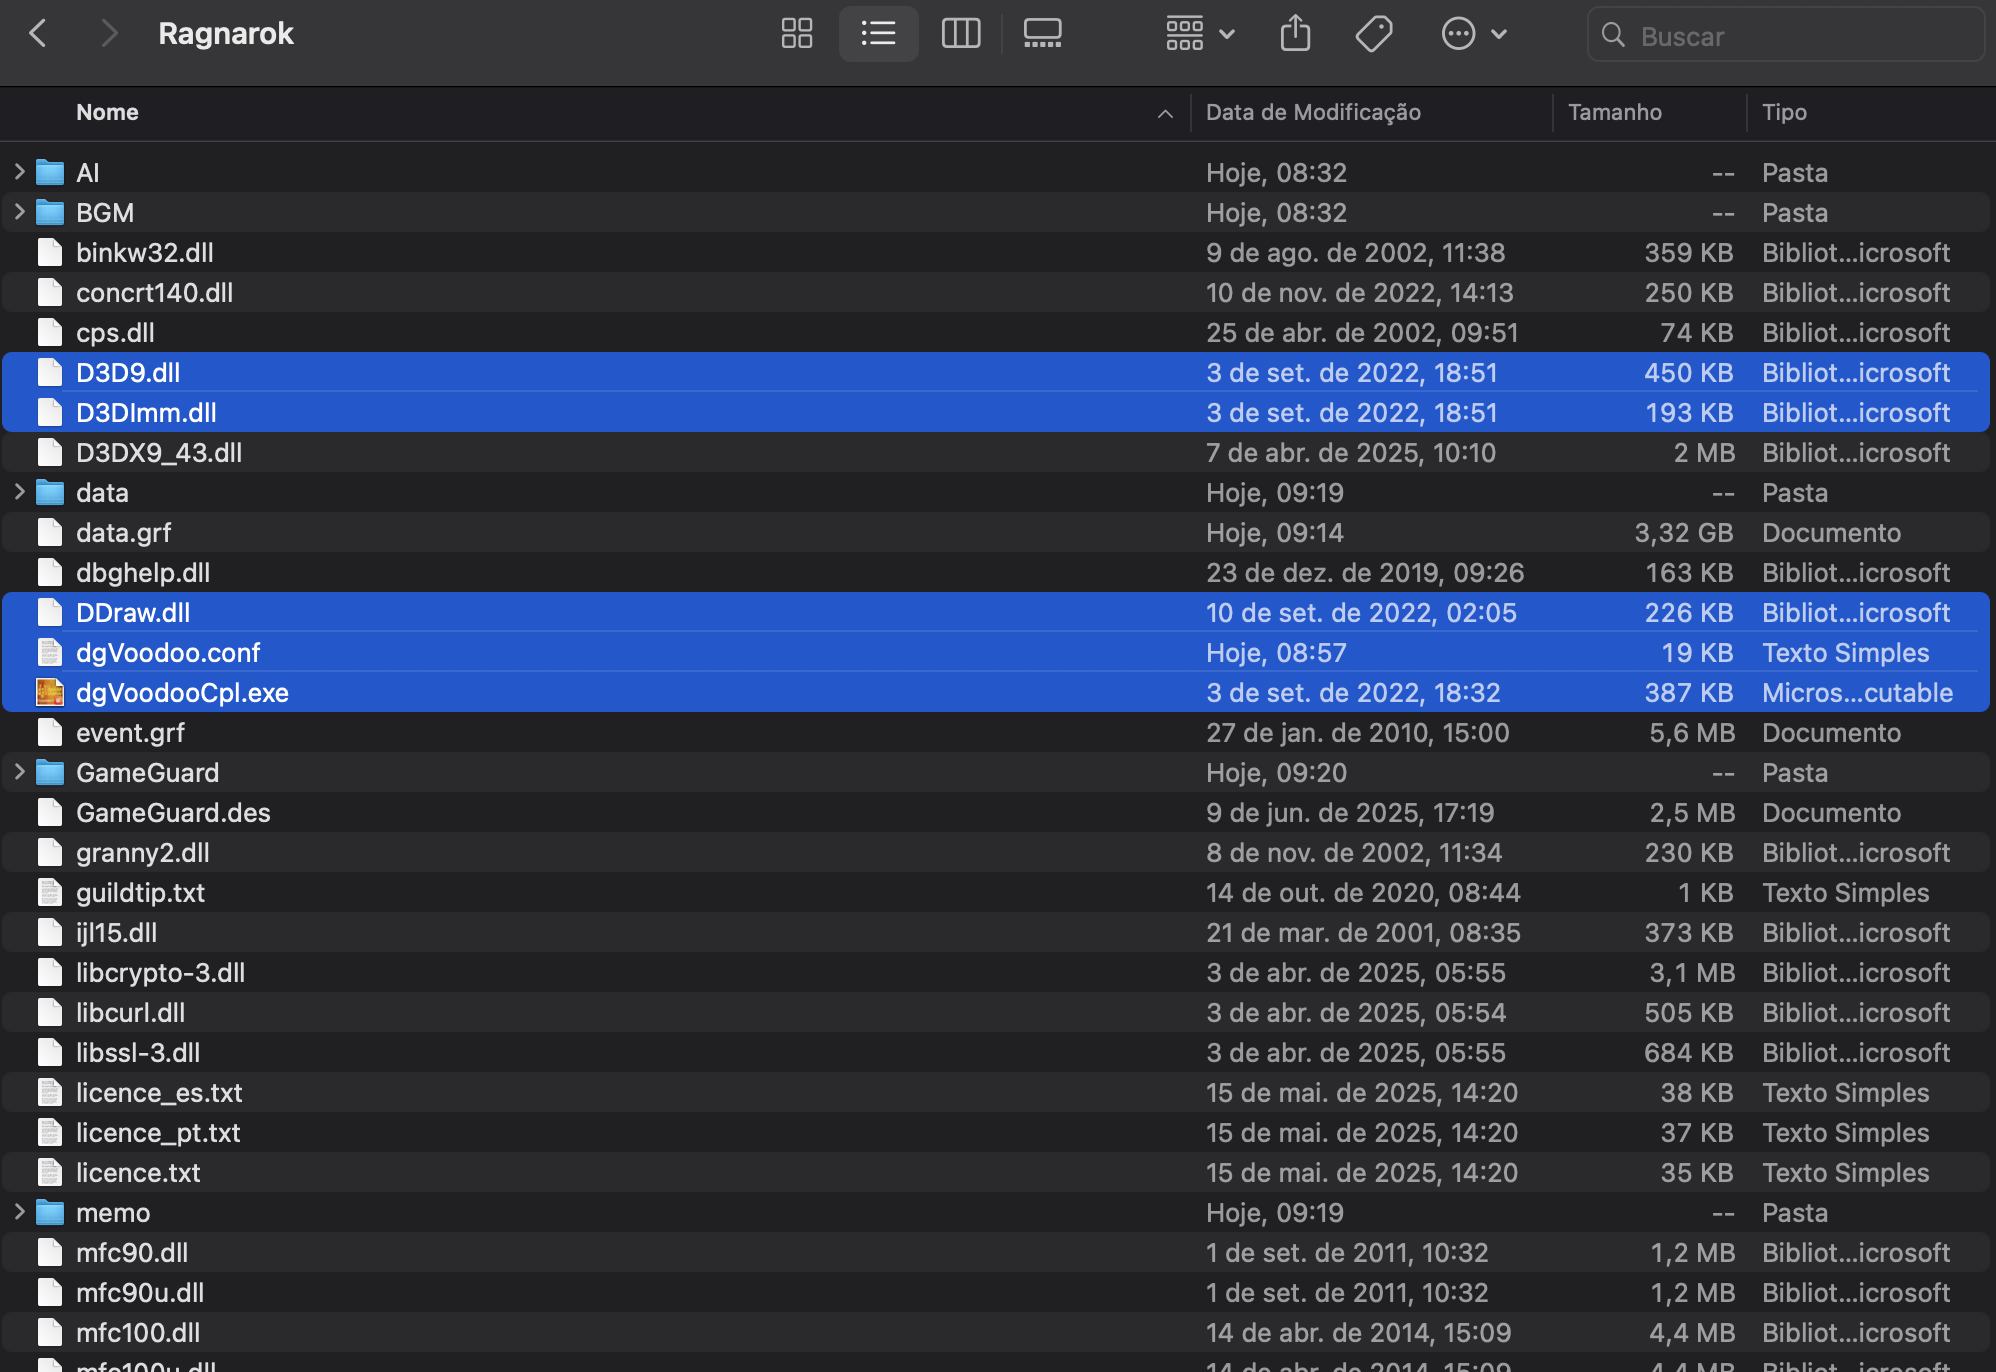 Ragnarok
Buscar
Nome Data de Modificação Tamanho Tipo
AI Hoje, 08:32 -- Pasta
BGM Hoje, 08:32 -- Pasta
binkw32.dll 9 de ago. de 2002, 11:38 359 KB Bibliot...icrosoft
concrt140.dll 10 de nov. de 2022, 14:13 250 KB Bibliot...icrosoft
cps.dll 25 de abr. de 2002, 09:51 74 KB Bibliot...icrosoft
D3D9.dll 3 de set. de 2022, 18:51 450 KB Bibliot...icrosoft
D3DImm.dll 3 de set. de 2022, 18:51 193 KB Bibliot...icrosoft
D3DX9_43.dll 7 de abr. de 2025, 10:10 2 MB Bibliot...icrosoft
data Hoje, 09:19 -- Pasta
data.grf Hoje, 09:14 3,32 GB Documento
dbghelp.dll 23 de dez. de 2019, 09:26 163 KB Bibliot...icrosoft
DDraw.dll 10 de set. de 2022, 02:05 226 KB Bibliot...icrosoft
dgVoodoo.conf Hoje, 08:57 19 KB Texto Simples
dgVoodooCpl.exe 3 de set. de 2022, 18:32 387 KB Micros...cutable
event.grf 27 de jan. de 2010, 15:00 5,6 MB Documento
GameGuard Hoje, 09:20 -- Pasta
GameGuard.des 9 de jun. de 2025, 17:19 2,5 MB Documento
granny2.dll 8 de nov. de 2002, 11:34 230 KB Bibliot...icrosoft
guildtip.txt 14 de out. de 2020, 08:44 1 KB Texto Simples
ijl15.dll 21 de mar. de 2001, 08:35 373 KB Bibliot...icrosoft
libcrypto-3.dll 3 de abr. de 2025, 05:55 3,1 MB Bibliot...icrosoft
libcurl.dll 3 de abr. de 2025, 05:54 505 KB Bibliot...icrosoft
libssl-3.dll 3 de abr. de 2025, 05:55 684 KB Bibliot...icrosoft
licence_es.txt 15 de mai. de 2025, 14:20 38 KB Texto Simples
licence_pt.txt 15 de mai. de 2025, 14:20 37 KB Texto Simples
licence.txt 15 de mai. de 2025, 14:20 35 KB Texto Simples
memo Hoje, 09:19 -- Pasta
mfc90.dll 1 de set. de 2011, 10:32 1,2 MB Bibliot...icrosoft
mfc90u.dll 1 de set. de 2011, 10:32 1,2 MB Bibliot...icrosoft
mfc100.dll 14 de abr. de 2014, 15:09 4,4 MB Bibliot...icrosoft
mfc100u.dll 14 de abr. de 2014, 15:09 4,4 MB Bibliot...icrosoft